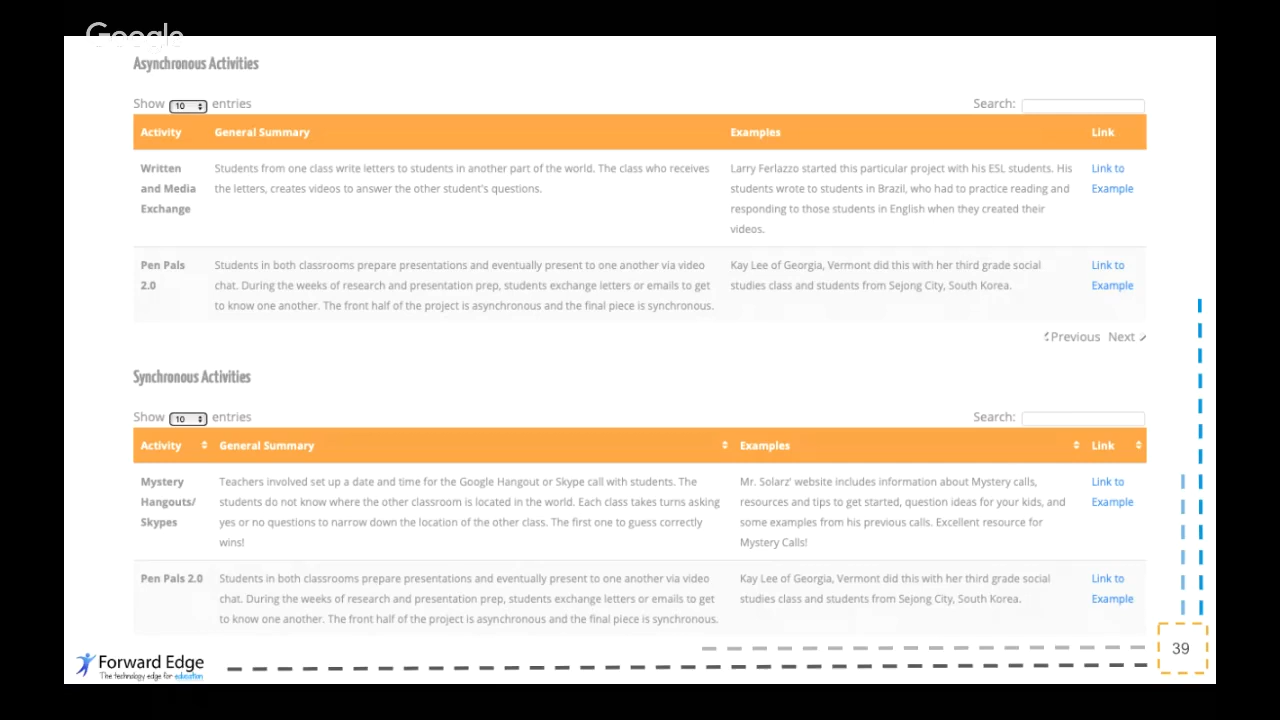 Google
Asynchronous Activities
Show 10 entries
Search:
Activity General Summary Examples Link
Written and Media Exchange
Students from one class write letters to students in another part of the world. The class who receives
the letters, creates videos to answer the other student's questions.
Larry Ferlazzo started this particular project with his ESL students. His
students wrote to students in Brazil, who had to practice reading and
responding to those students in English when they created their
videos.
Link to
Example
Pen Pals
2.0
Students in both classrooms prepare presentations and eventually present to one another via video
chat. During the weeks of research and presentation prep, students exchange letters or emails to get
to know one another. The front half of the project is asynchronous and the final piece is synchronous.
Kay Lee of Georgia, Vermont did this with her third grade social
studies class and students from Sejong City, South Korea.
Link to
Example
Previous Next
Synchronous Activities
Show 10 entries
Search:
Activity General Summary Examples Link
Mystery
Hangouts/
Skypes
Teachers involved set up a date and time for the Google Hangout or Skype call with students. The
students do not know where the other classroom is located in the world. Each class takes turns asking
yes or no questions to narrow down the location of the other class. The first one to guess correctly
wins!
Mr. Solarz' website includes information about Mystery calls,
resources and tips to get started, question ideas for your kids, and
some examples from his previous calls. Excellent resource for
Mystery Calls!
Link to
Example
Pen Pals 2.0
Students in both classrooms prepare presentations and eventually present to one another via video
chat. During the weeks of research and presentation prep, students exchange letters or emails to get
to know one another. The front half of the project is asynchronous and the final piece is synchronous.
Kay Lee of Georgia, Vermont did this with her third grade social
studies class and students from Sejong City, South Korea.
Link to
Example
Forward Edge
The technology edge for education
39